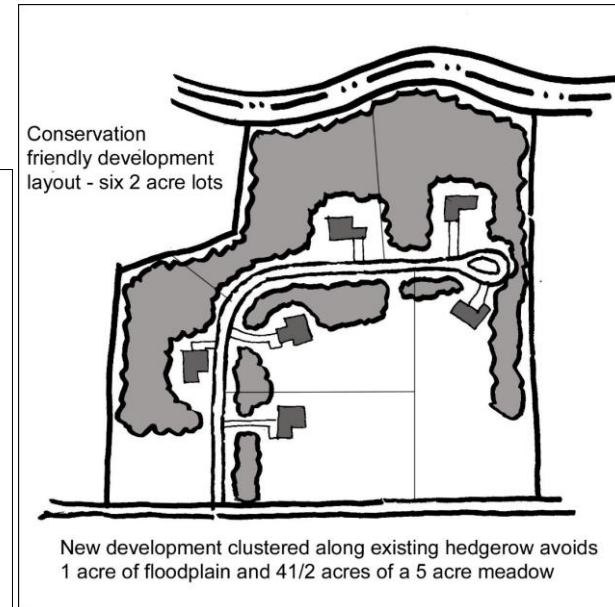 Conservation
friendly development
layout - six 2 acre lots
New development clustered along existing hedgerow avoids
1 acre of floodplain and 41/2 acres of a 5 acre meadow